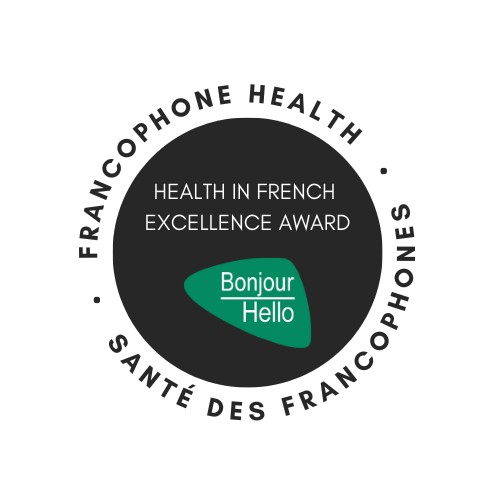 FRANCOPHONE HEALTH
HEALTH IN FRENCH
EXCELLENCE AWARD
Bonjour
Hello
SANTÉ DES FRANCOPHONES